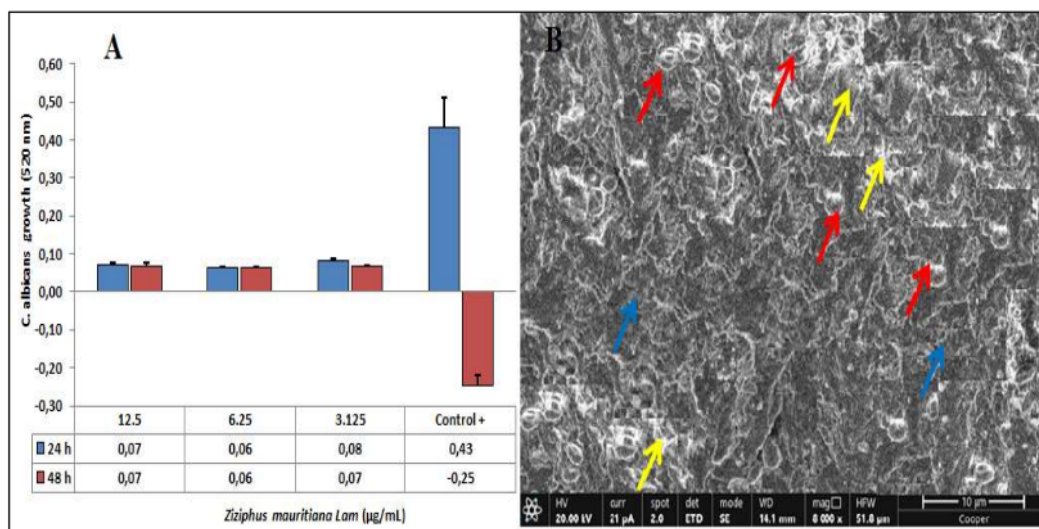 A
B
C. albicans growth (520 nm)
0,60
0,50
0,40
0,30
0,20
0,10
0,00
-0,10
-0,20
-0,30
12.5 6.25 3.125 Control +
24 h 0,07 0,06 0,08 0,43
48 h 0,07 0,06 0,07 -0,25
Ziziphus mauritiana Lam (µg/mL)
HV curr spot det mode WD mag HFW 10 µm
20.00 kV 21 pA 2.0 ETD SE 14.1 mm 8 000 x 51.8 µm Cooper